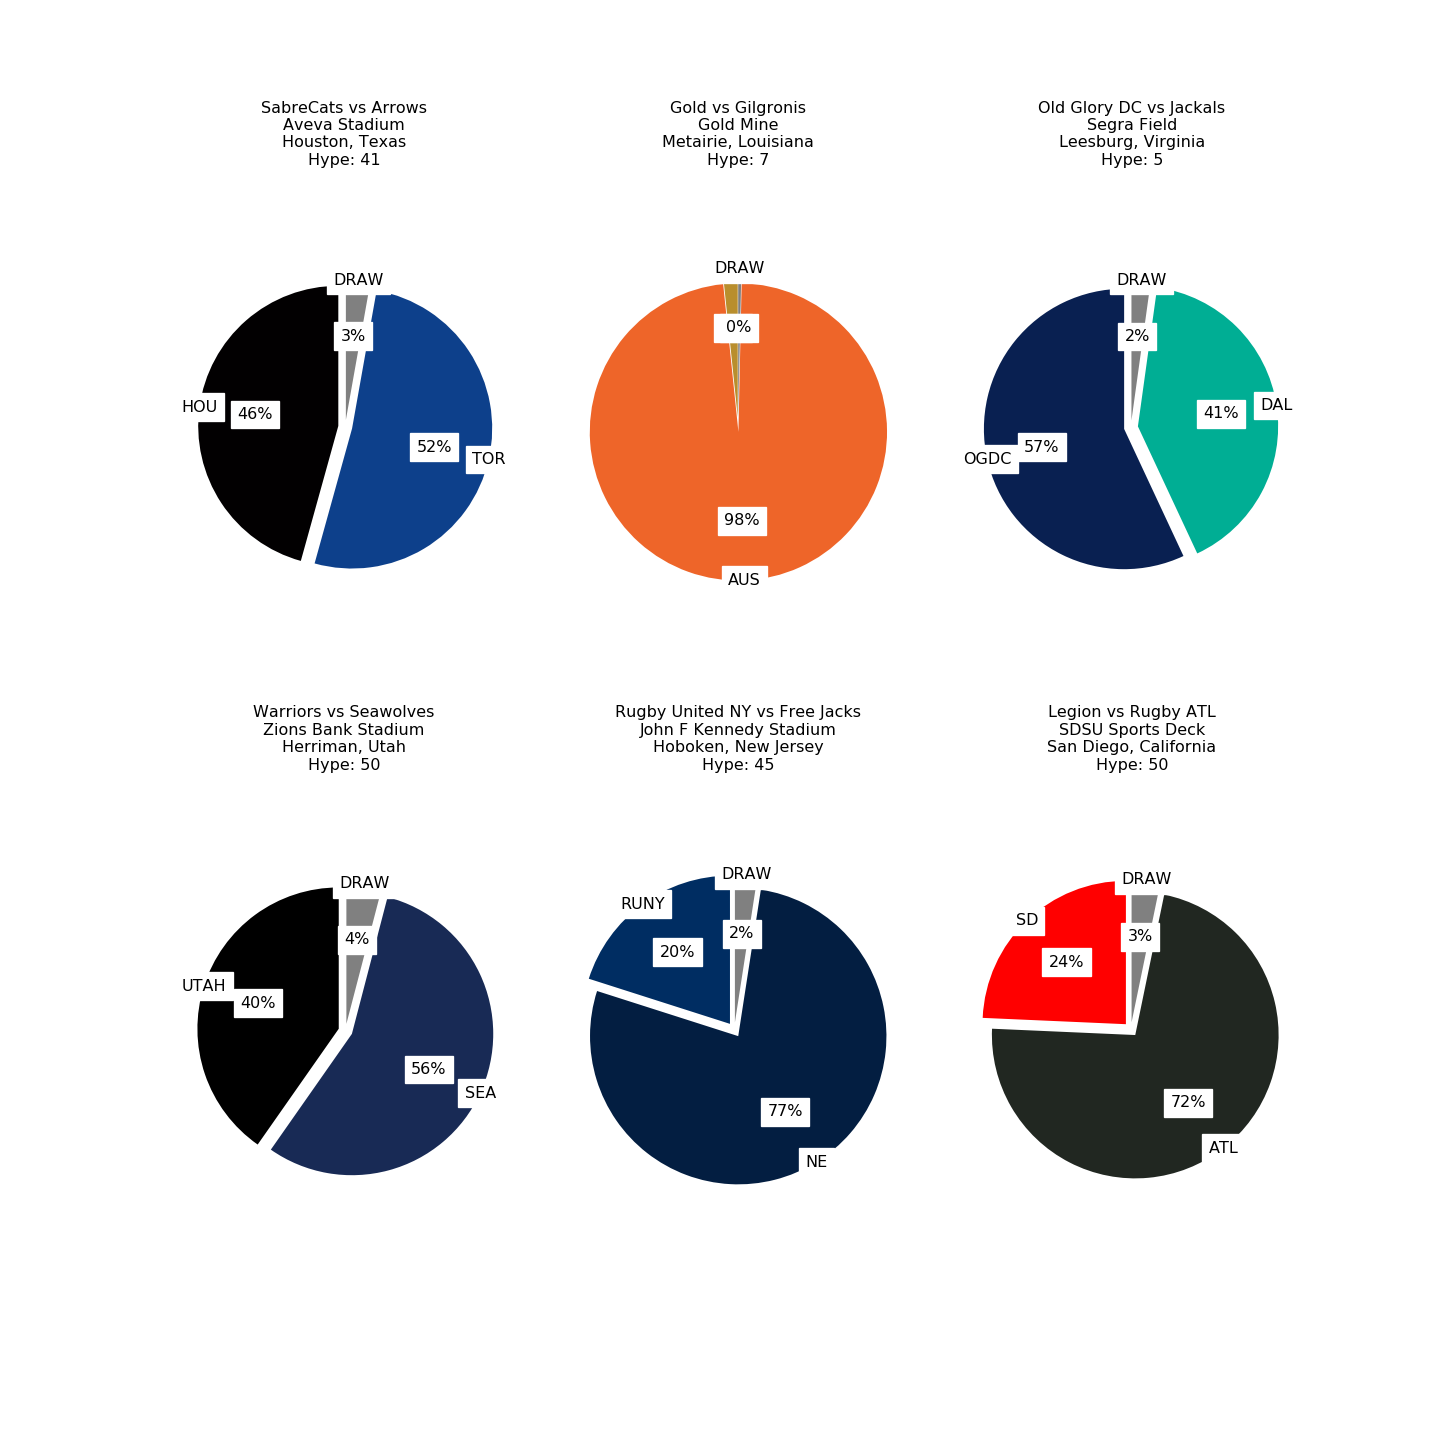 SabreCats vs Arrows
Aveva Stadium
Houston, Texas
Hype: 41
DRAW
3%
HOU
46%
52%
TOR
Gold vs Gilgronis
Gold Mine
Metairie, Louisiana
Hype: 7
DRAW
0%
98%
AUS
Old Glory DC vs Jackals
Segra Field
Leesburg, Virginia
Hype: 5
DRAW
2%
DAL
41%
OGDC
57%
Warriors vs Seawolves
Zions Bank Stadium
Herriman, Utah
Hype: 50
DRAW
4%
UTAH
40%
56%
SEA
Rugby United NY vs Free Jacks
John F Kennedy Stadium
Hoboken, New Jersey
Hype: 45
DRAW
RUNY
2%
20%
77%
NE
Legion vs Rugby ATL
SDSU Sports Deck
San Diego, California
Hype: 50
DRAW
SD
3%
24%
72%
ATL